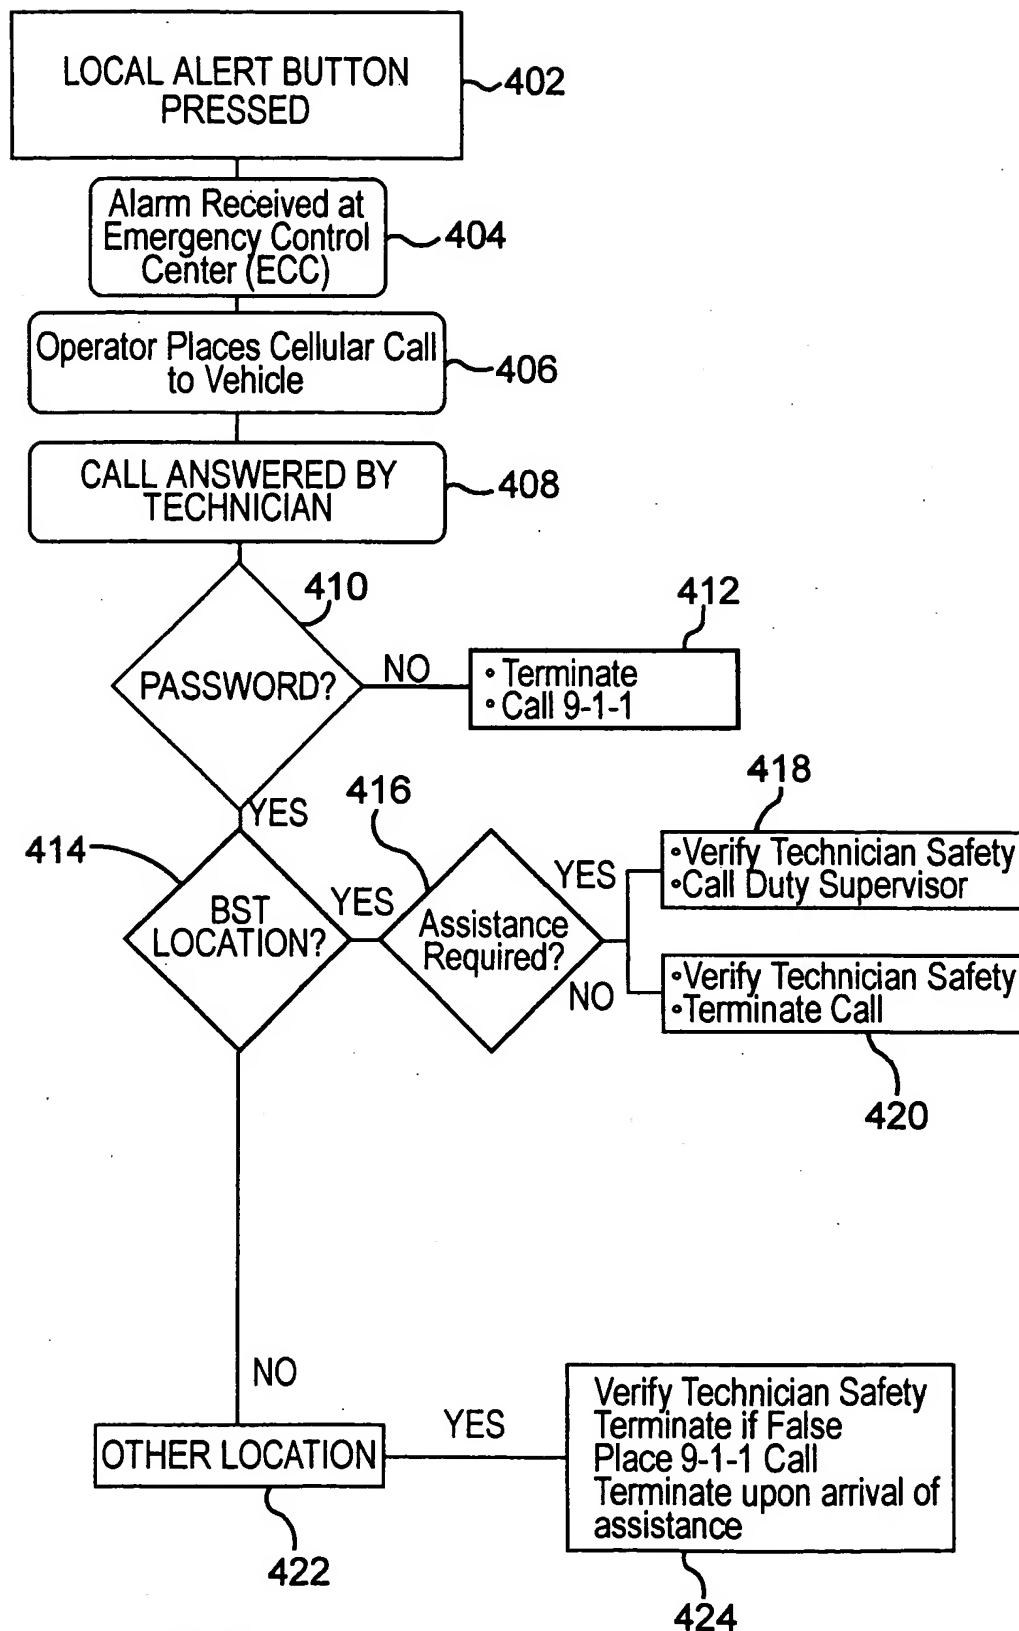 LOCAL ALERT BUTTON
PRESSED
402
Alarm Received at
Emergency Control
Center (ECC)
404
Operator Places Cellular Call
to Vehicle
406
CALL ANSWERED BY
TECHNICIAN
408
410
PASSWORD?
NO
412
• Terminate
• Call 9-1-1
YES
414
BST
LOCATION?
YES
416
Assistance
Required?
YES
418
•Verify Technician Safety
•Call Duty Supervisor
NO
•Verify Technician Safety
•Terminate Call
420
NO
OTHER LOCATION
422
YES
Verify Technician Safety
Terminate if False
Place 9-1-1 Call
Terminate upon arrival of
assistance
424